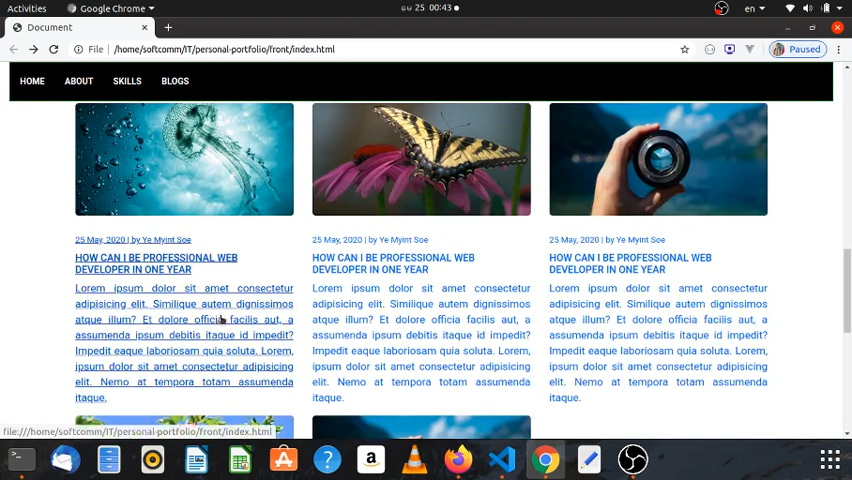 Activities
Google Chrome
မေ 25 00:43
en
Document
File
/home/softcomm/IT/personal-portfolio/front/index.html
Paused
HOME
ABOUT
SKILLS
BLOGS
25 May, 2020 | by Ye Myint Soe
HOW CAN I BE PROFESSIONAL WEB
DEVELOPER IN ONE YEAR
Lorem ipsum dolor sit amet consectetur
adipisicing elit. Similique autem dignissimos
atque illum? Et dolore officia facilis aut, a
assumenda ipsum debitis itaque id impedit?
Impedit eaque laboriosam quia soluta. Lorem,
ipsum dolor sit amet consectetur adipisicing
elit. Nemo at tempora totam assumenda
itaque.
25 May, 2020 | by Ye Myint Soe
HOW CAN I BE PROFESSIONAL WEB
DEVELOPER IN ONE YEAR
Lorem ipsum dolor sit amet consectetur
adipisicing elit. Similique autem dignissimos
atque illum? Et dolore officia facilis aut, a
assumenda ipsum debitis itaque id impedit?
Impedit eaque laboriosam quia soluta. Lorem,
ipsum dolor sit amet consectetur adipisicing
elit. Nemo at tempora totam assumenda
itaque.
25 May, 2020 | by Ye Myint Soe
HOW CAN I BE PROFESSIONAL WEB
DEVELOPER IN ONE YEAR
Lorem ipsum dolor sit amet consectetur
adipisicing elit. Similique autem dignissimos
atque illum? Et dolore officia facilis aut, a
assumenda ipsum debitis itaque id impedit?
Impedit eaque laboriosam quia soluta. Lorem,
ipsum dolor sit amet consectetur adipisicing
elit. Nemo at tempora totam assumenda
itaque.
file:///home/softcomm/IT/personal-portfolio/front/index.html